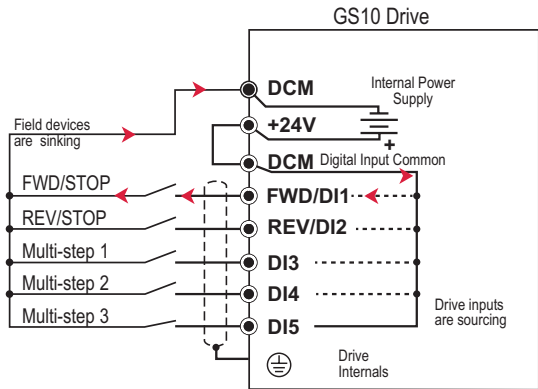 GS10 Drive
DCM
Internal Power
Supply
+24V
+
Field devices
are sinking
DCM
Digital Input Common
FWD/STOP
FWD/DI1
REV/STOP
REV/DI2
Multi-step 1
DI3
Multi-step 2
DI4
Drive inputs
are sourcing
Multi-step 3
DI5
Drive
Internals